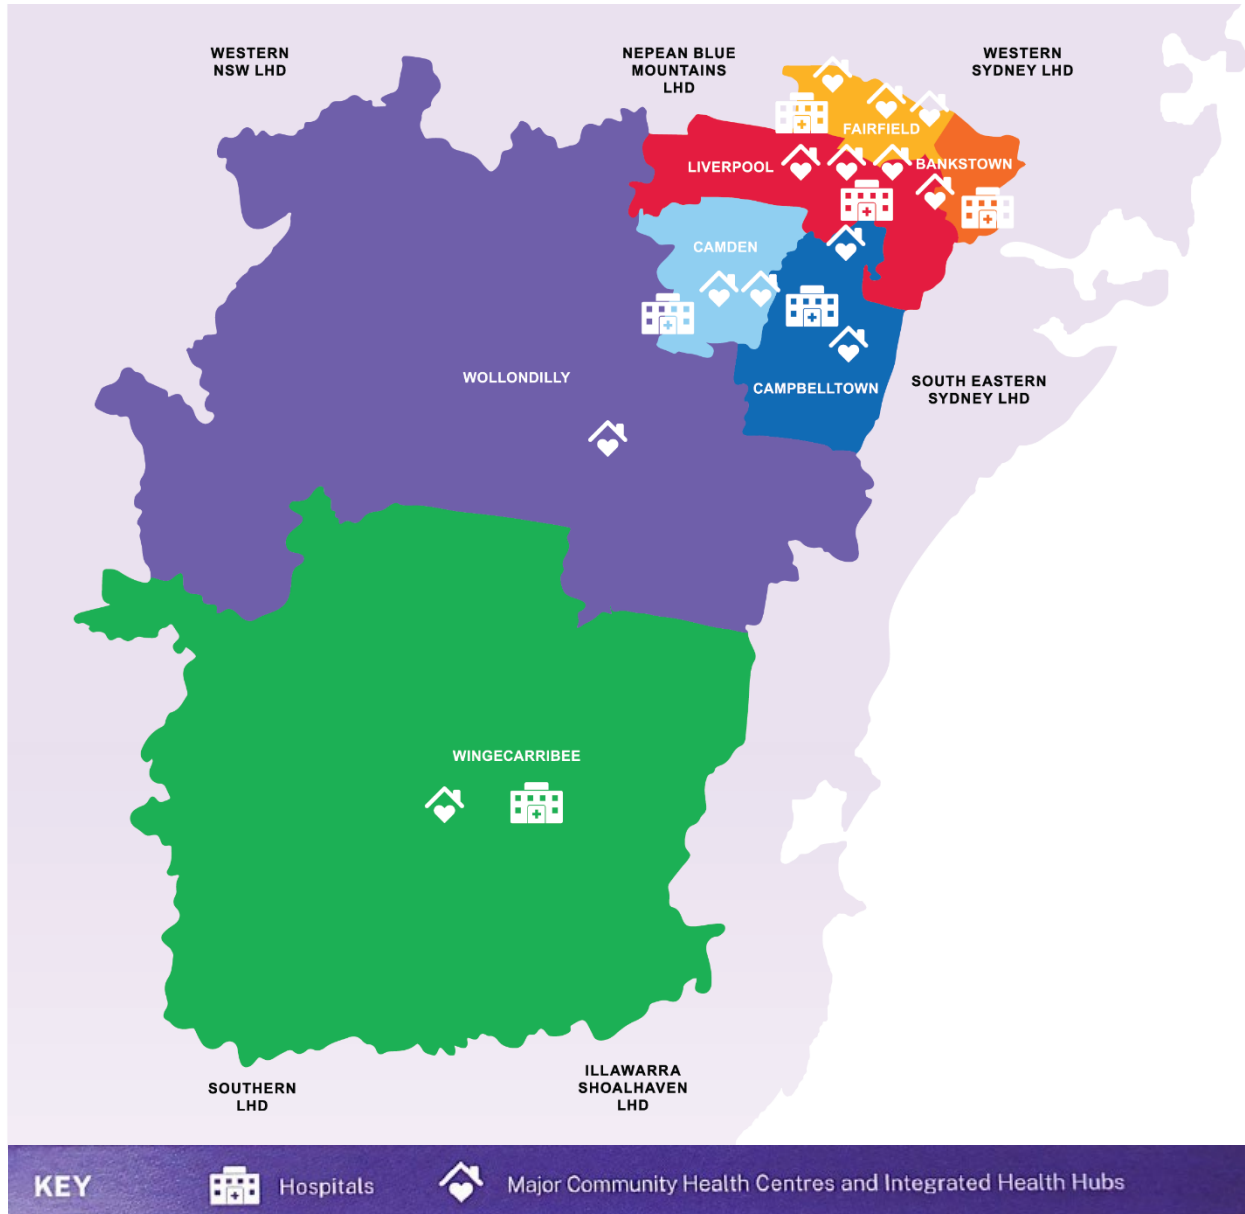 WESTERN
NSW LHD
NEPEAN BLUE
MOUNTAINS
LHD
WESTERN
SYDNEY LHD
FAIRFIELD
LIVERPOOL
BANKSTOWN
CAMDEN
WOLLONDILLY
CAMPBELLTOWN
SOUTH EASTERN
SYDNEY LHD
WINGECARRIBEE
SOUTHERN
LHD
ILLAWARRA
SHOALHAVEN
LHD
KEY
Hospitals
Major Community Health Centres and Integrated Health Hubs